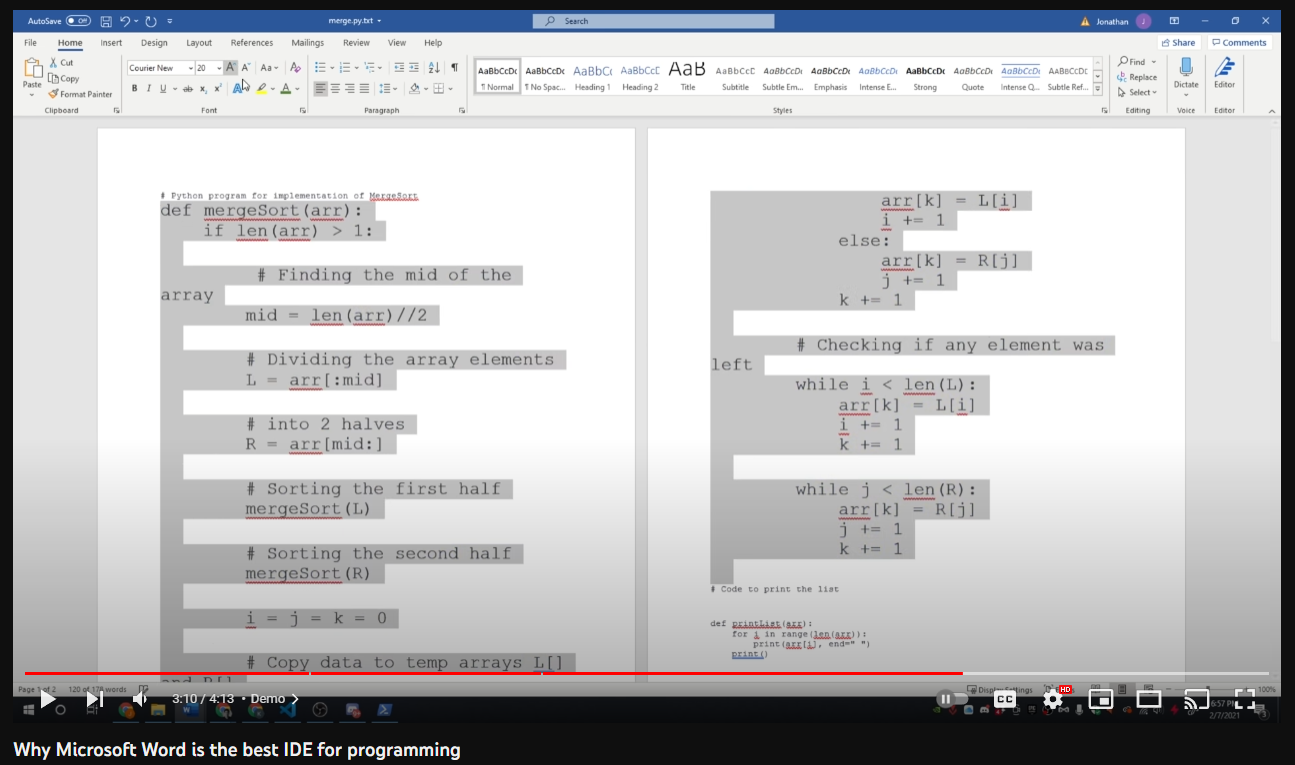 AutoSave Off
merge.py.txt
Search
Jonathan J
File Home Insert Design Layout References Mailings Review View Help
Share Comments
Paste
Cut
Copy
Format Painter
Clipboard
Courier New 20 A A Aa
B I U ab x x A A
Font
Paragraph
AaBbCcDc AaBbCcDc AaBbCc AaBbCcC AaB AaBbCcC AaBbCcDc AaBbCcDc AaBbCcDc AaBbCcDc AaBbCcDc AaBbCcDc AABBCCDC
¶ Normal ¶ No Spac... Heading 1 Heading 2 Title Subtitle Subtle Em... Emphasis Intense E... Strong Quote Intense Q... Subtle Ref...
Styles
Find
Replace
Select
Editing
Dictate
Voice
Editor
Editor
# Python program for implementation of MergeSort
def mergeSort(arr):
if len(arr) > 1:
# Finding the mid of the
array
mid = len(arr)//2
# Dividing the array elements
L = arr[:mid]
# into 2 halves
R = arr[mid:]
# Sorting the first half
mergeSort(L)
# Sorting the second half
mergeSort(R)
i = j = k = 0
# Copy data to temp arrays L[]
and R[]
arr[k] = L[i]
i += 1
else:
arr[k] = R[j]
j += 1
k += 1
# Checking if any element was
left
while i < len(L):
arr[k] = L[i]
i += 1
k += 1
while j < len(R):
arr[k] = R[j]
j += 1
k += 1
# Code to print the list
def printList(arr):
for i in range(len(arr)):
print(arr[i], end=" ")
print()
Page 1 of 2 120 of 178 words
Display Settings
100%
3:10 / 4:13 • Demo
CC
HD
6:57 PM
2/7/2021
Why Microsoft Word is the best IDE for programming